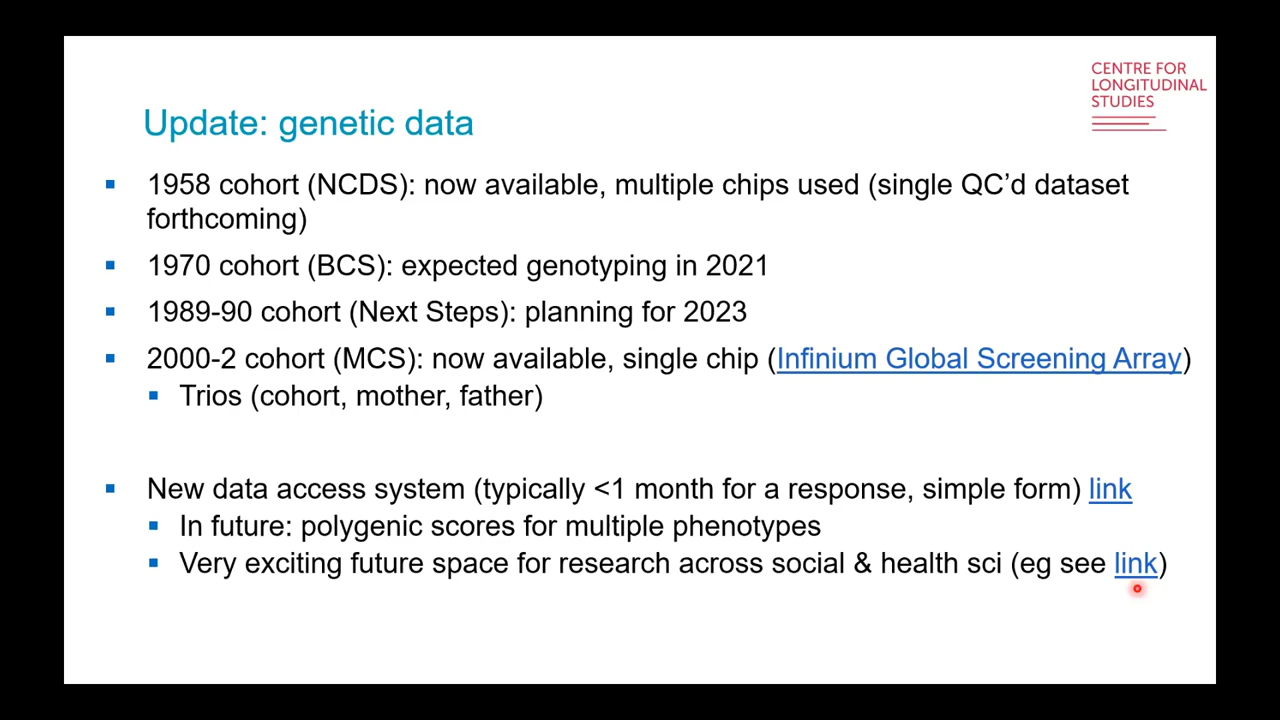 CENTRE FOR
LONGITUDINAL
STUDIES
Update: genetic data
1958 cohort (NCDS): now available, multiple chips used (single QC’d dataset
forthcoming)
1970 cohort (BCS): expected genotyping in 2021
1989-90 cohort (Next Steps): planning for 2023
2000-2 cohort (MCS): now available, single chip (Infinium Global Screening Array)
Trios (cohort, mother, father)
New data access system (typically <1 month for a response, simple form) link
In future: polygenic scores for multiple phenotypes
Very exciting future space for research across social & health sci (eg see link)